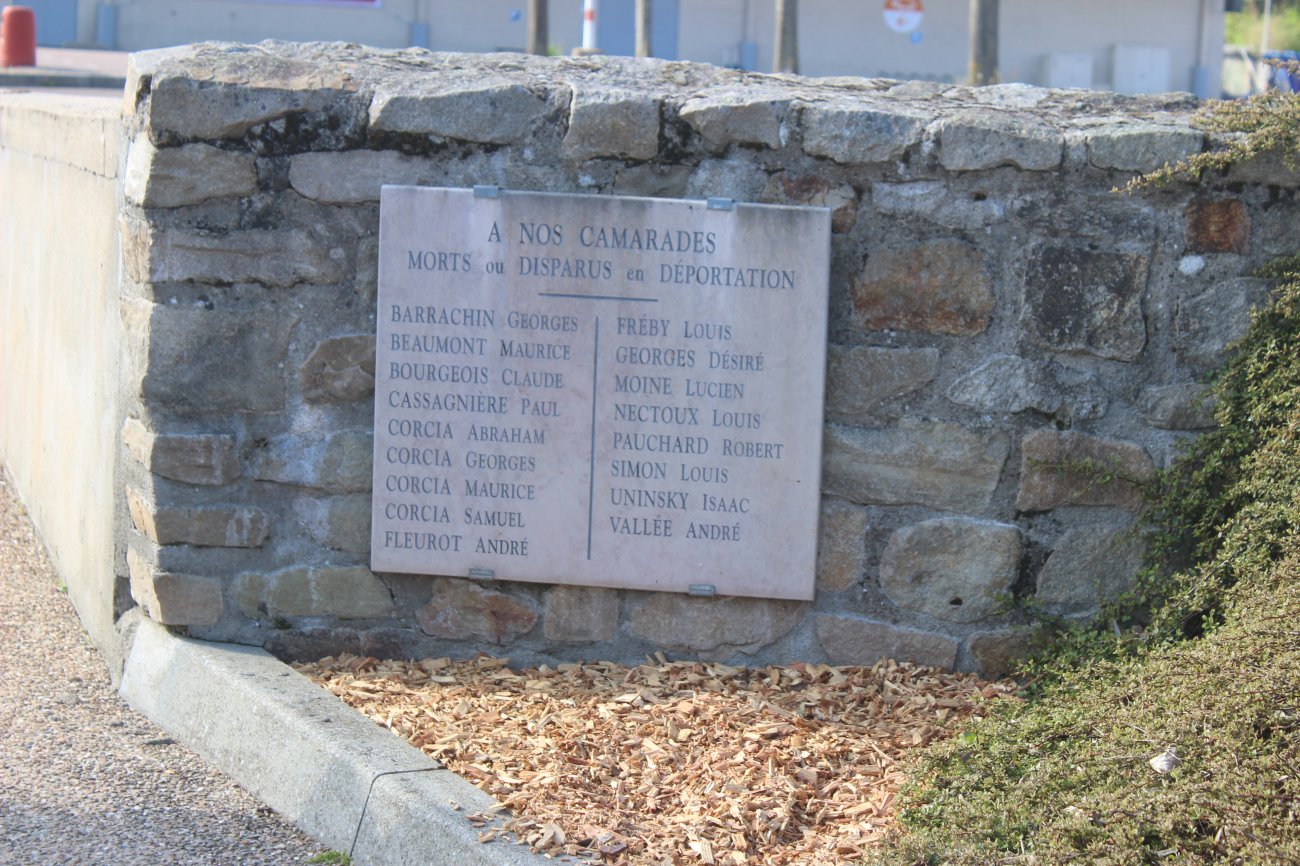 A NOS CAMARADES
MORTS ou DISPARUS en DÉPORTATION
BARRACHIN GEORGES
BEAUMONT MAURICE
BOURGEOIS CLAUDE
CASSAGNIÈRE PAUL
CORCIA ABRAHAM
CORCIA GEORGES
CORCIA MAURICE
CORCIA SAMUEL
FLEUROT ANDRÉ
FRÉBY LOUIS
GEORGES DÉSIRÉ
MOINE LUCIEN
NECTOUX LOUIS
PAUCHARD ROBERT
SIMON LOUIS
UNINSKY ISAAC
VALLÉE ANDRÉ